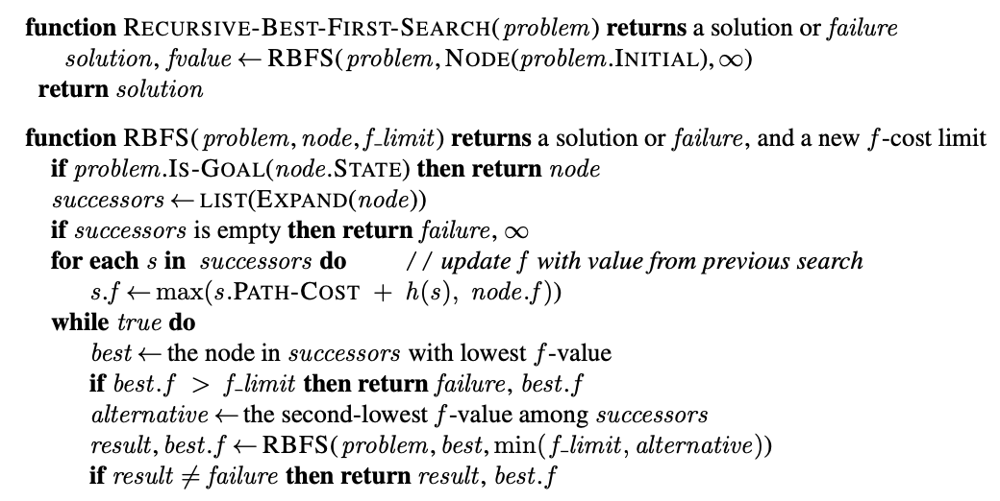 function RECURSIVE-BEST-FIRST-SEARCH(problem) returns a solution or failure
solution, fvalue ← RBFS(problem, NODE(problem.INITIAL), ∞)
return solution
function RBFS(problem, node, f_limit) returns a solution or failure, and a new f-cost limit
if problem.IS-GOAL(node.STATE) then return node
successors ← LIST(EXPAND(node))
if successors is empty then return failure, ∞
for each s in successors do // update f with value from previous search
s.f ← max(s.PATH-COST + h(s), node.f))
while true do
best ← the node in successors with lowest f-value
if best.f > f_limit then return failure, best.f
alternative ← the second-lowest f-value among successors
result, best.f ← RBFS(problem, best, min(f_limit, alternative))
if result ≠ failure then return result, best.f